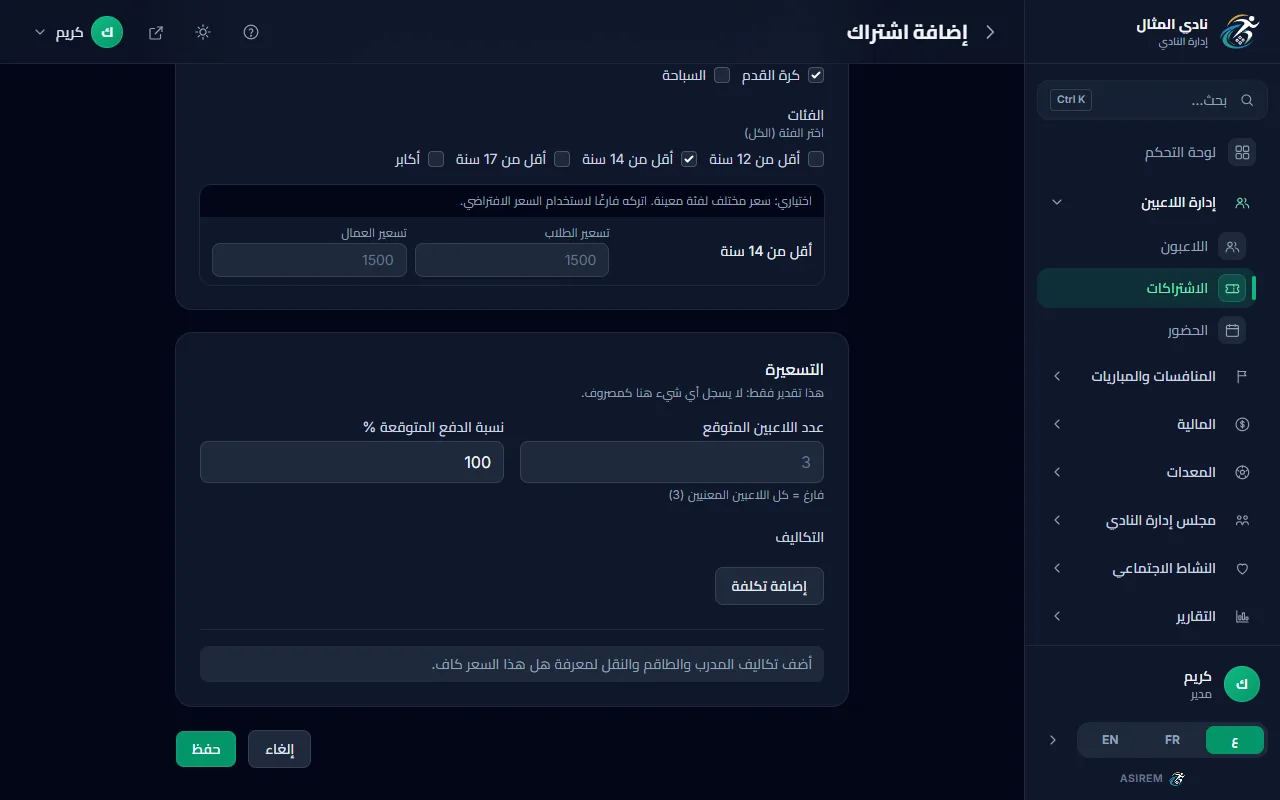 نادي المثال
إدارة النادي
بحث...
Ctrl K
لوحة التحكم
إدارة اللاعبين
اللاعبون
الاشتراكات
الحضور
المنافسات والمباريات
المالية
المعدات
مجلس إدارة النادي
النشاط الاجتماعي
التقارير
ك
كريم
مدير
ع
FR
EN
ASIREM
إضافة اشتراك
ك
كريم
كرة القدم
السباحة
الفئات
اختر الفئة (الكل)
أقل من 12 سنة
أقل من 14 سنة
أقل من 17 سنة
أكابر
اختياري: سعر مختلف لفئة معينة. اتركه فارغًا لاستخدام السعر الافتراضي.
أقل من 14 سنة
تسعير الطلاب
1500
تسعير العمال
1500
التسعيرة
هذا تقدير فقط: لا يسجل أي شيء هنا كمصروف.
عدد اللاعبين المتوقع
3
فارغ = كل اللاعبين المعنيين (3)
نسبة الدفع المتوقعة %
100
التكاليف
إضافة تكلفة
أضف تكاليف المدرب والطاقم والنقل لمعرفة هل هذا السعر كاف.
إلغاء
حفظ